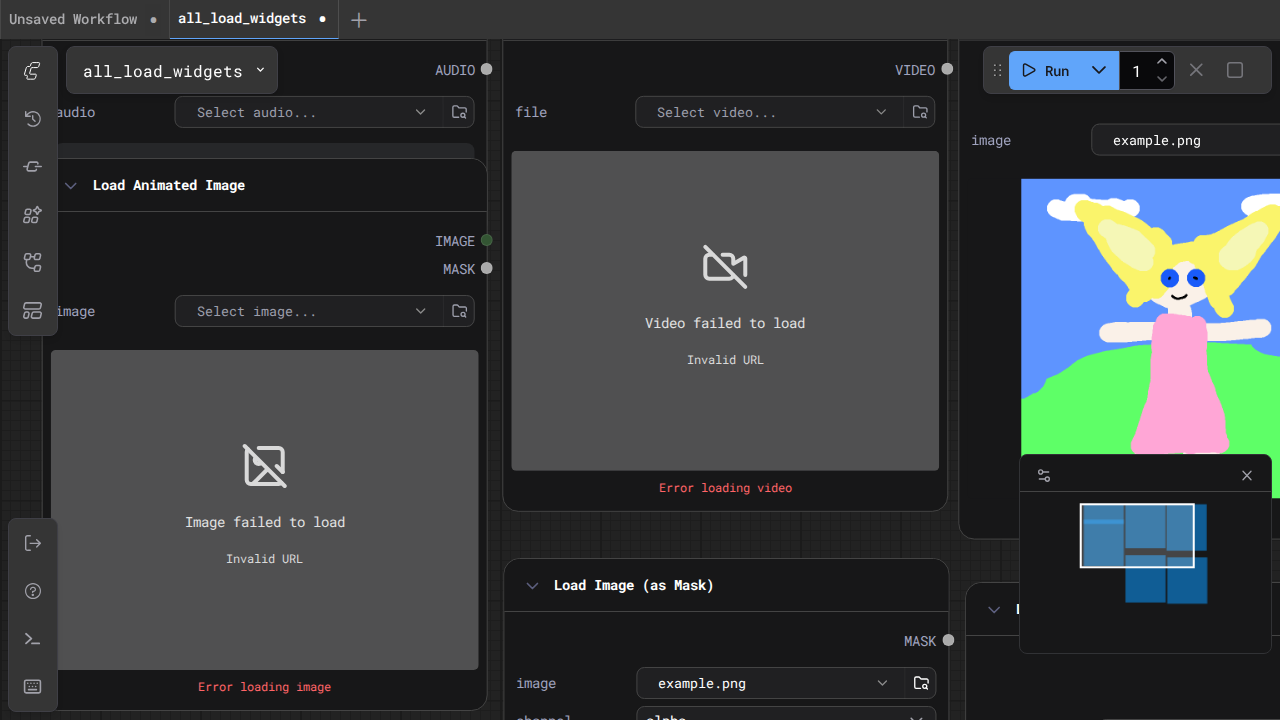 Unsaved Workflow
all_load_widgets
all_load_widgets
AUDIO
audio
Select audio...
Load Animated Image
IMAGE
MASK
image
Select image...
Image failed to load
Invalid URL
Error loading image
VIDEO
file
Select video...
Video failed to load
Invalid URL
Error loading video
Load Image (as Mask)
MASK
image
example.png
Run
1
image
example.png